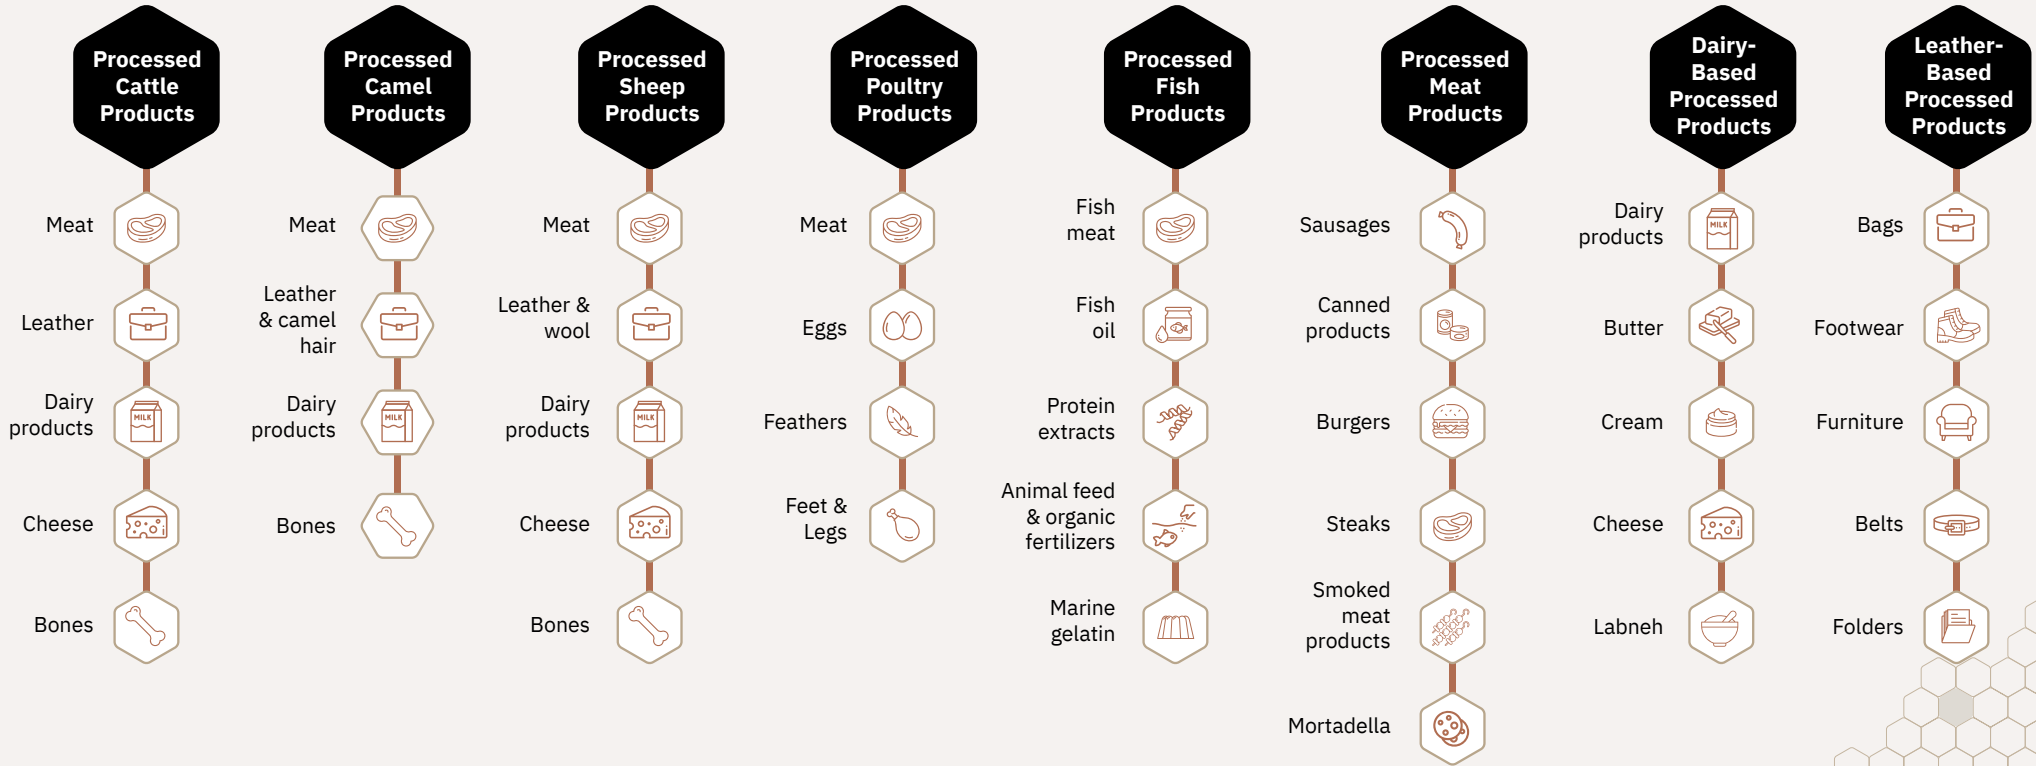 Processed
Cattle
Products
Meat
Leather
Dairy
products
Cheese
Bones
Processed
Camel
Products
Meat
Leather
& camel
hair
Dairy
products
Bones
Processed
Sheep
Products
Meat
Leather &
wool
Dairy
products
Cheese
Bones
Processed
Poultry
Products
Meat
Eggs
Feathers
Feet &
Legs
Processed
Fish
Products
Fish
meat
Fish
oil
Protein
extracts
Animal feed
& organic
fertilizers
Marine
gelatin
Processed
Meat
Products
Sausages
Canned
products
Burgers
Steaks
Smoked
meat
products
Mortadella
Dairy-
Based
Processed
Products
Dairy
products
Butter
Cream
Cheese
Labneh
Leather-
Based
Processed
Products
Bags
Footwear
Furniture
Belts
Folders
MILK
MILK
MILK
MILK